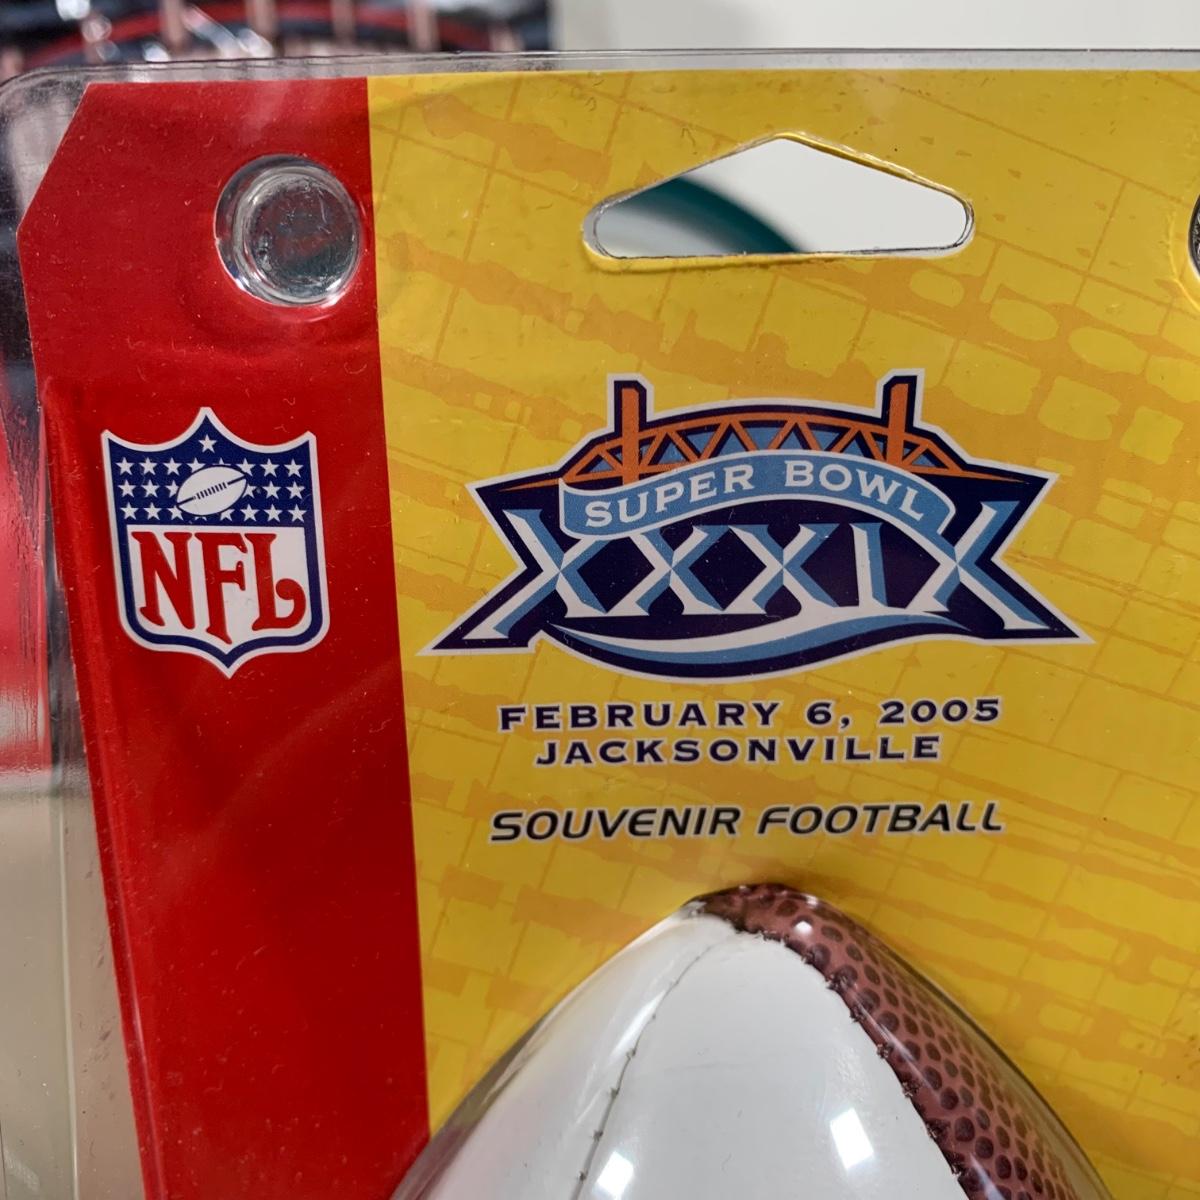 NFL
SUPER BOWL
XXXIX
FEBRUARY 6, 2005
JACKSONVILLE
SOUVENIR FOOTBALL